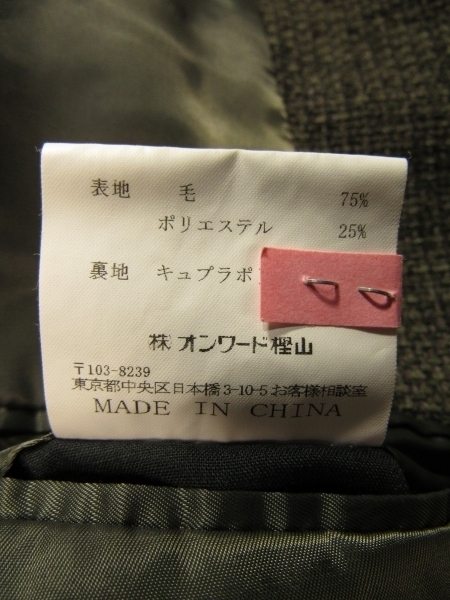 表地 毛 75%
ポリエステル 25%
裏地 キュプラポ
㈱オンワード樫山
〒103-8239
東京都中央区日本橋3-10-5お客様相談室
MADE IN CHINA